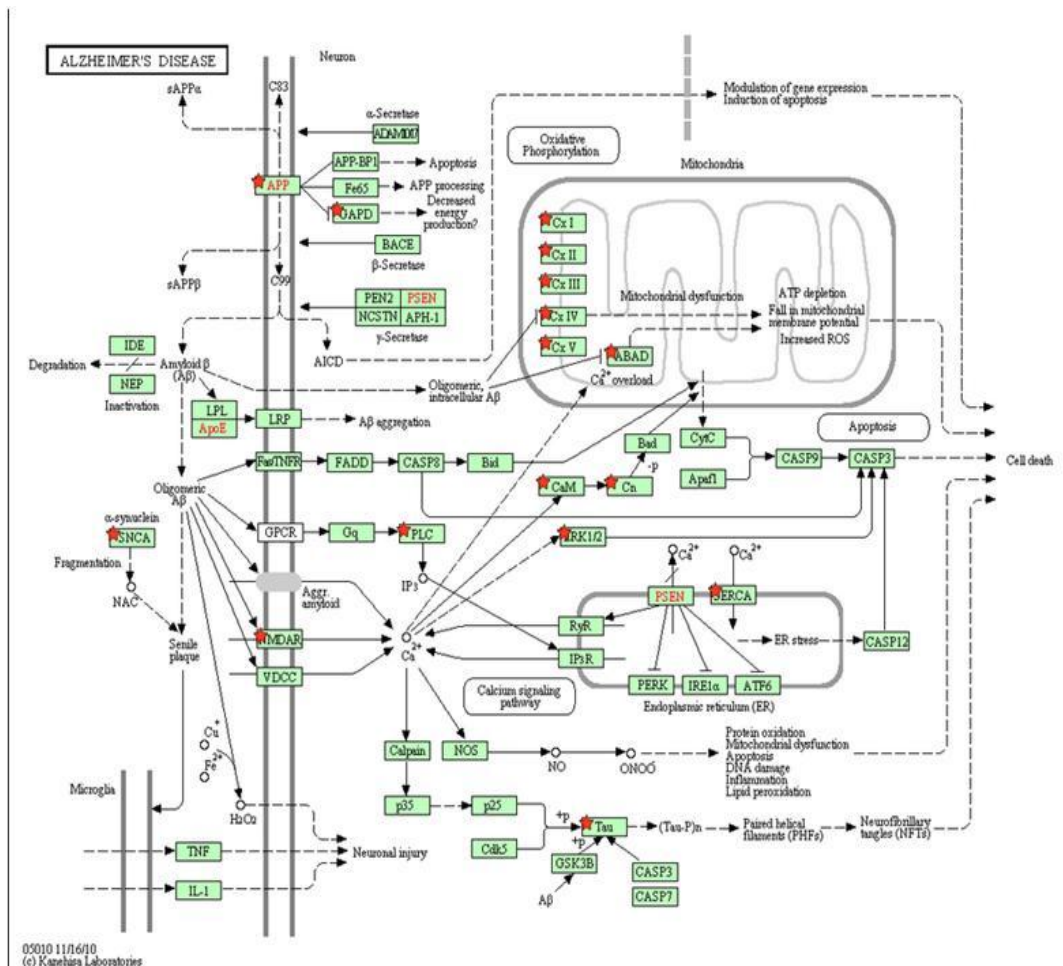 ALZHEIMER'S DISEASE
Neuron
sAPPα
C83
α-Secretase
ADAM10/17
Modulation of gene expression
Induction of apoptosis
Oxidative
Phosphorylation
Mitochondria
APP-BP1
Apoptosis
APP
Fe65
APP processing
GAPD
Decreased
energy
production?
BACE
β-Secretase
sAPPβ
C99
PEN2
PSEN
NCSTN
APH-1
γ-Secretase
Cx I
Cx II
Cx III
Cx IV
Cx V
Mitochondrial dysfunction
ATP depletion
Fall in mitochondrial
membrane potential
Increased ROS
ABAD
Ca2+ overload
AICD
IDE
Degradation
Amyloid β
(Aβ)
NEP
Inactivation
Oligomeric,
intracellular Aβ
LPL
ApoE
LRP
Aβ aggregation
Bad
CytC
Apoptosis
-p
Fas/TNFR
FADD
CASP8
Bid
CASP9
CASP3
Cell death
Apaf1
CaM
Cn
Oligomeric
Aβ
α-synuclein
SNCA
GPCR
Gq
PLC
ERK1/2
Ca2+
Ca2+
Fragmentation
NAC
Aggr.
amyloid
IP3
PSEN
SERCA
Senile
plaque
NMDAR
Ca2+
RyR
ER stress
CASP12
IP3R
VDCC
PERK
IRE1α
ATF6
Calcium signaling
pathway
Endoplasmic reticulum (ER)
Cu+
Fe2+
Calpain
NOS
NO
ONOO-
Protein oxidation
Mitochondrial dysfunction
Apoptosis
DNA damage
Inflammation
Lipid peroxidation
Microglia
H2O2
p35
p25
+p
Tau
(Tau-P)n
Paired helical
filaments (PHFs)
Neurofibrillary
tangles (NFTs)
TNF
Neuronal injury
Cdk5
+p
GSK3B
CASP3
IL-1
Aβ
CASP7
05010 11/16/10
(c) Kanehisa Laboratories